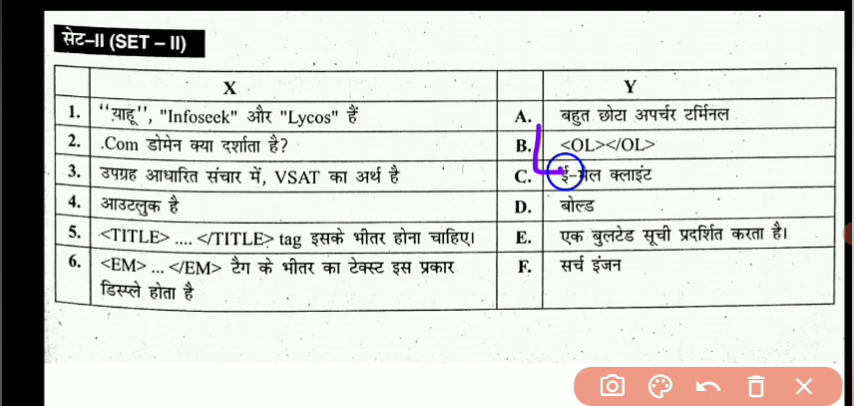 सेट–II (SET – II)
X Y
1. “याहू”, "Infoseek" और "Lycos" हैं A. बहुत छोटा अपर्चर टर्मिनल
2. .Com डोमेन क्या दर्शाता है? B. <OL></OL>
3. उपग्रह आधारित संचार में, VSAT का अर्थ है C. ई-मेल क्लाइंट
4. आउटलुक है D. बोल्ड
5. <TITLE> .... </TITLE> tag इसके भीतर होना चाहिए। E. एक बुलटेड सूची प्रदर्शित करता है।
6. <EM> ... </EM> टैग के भीतर का टेक्स्ट इस प्रकार F. सर्च इंजन
डिस्प्ले होता है